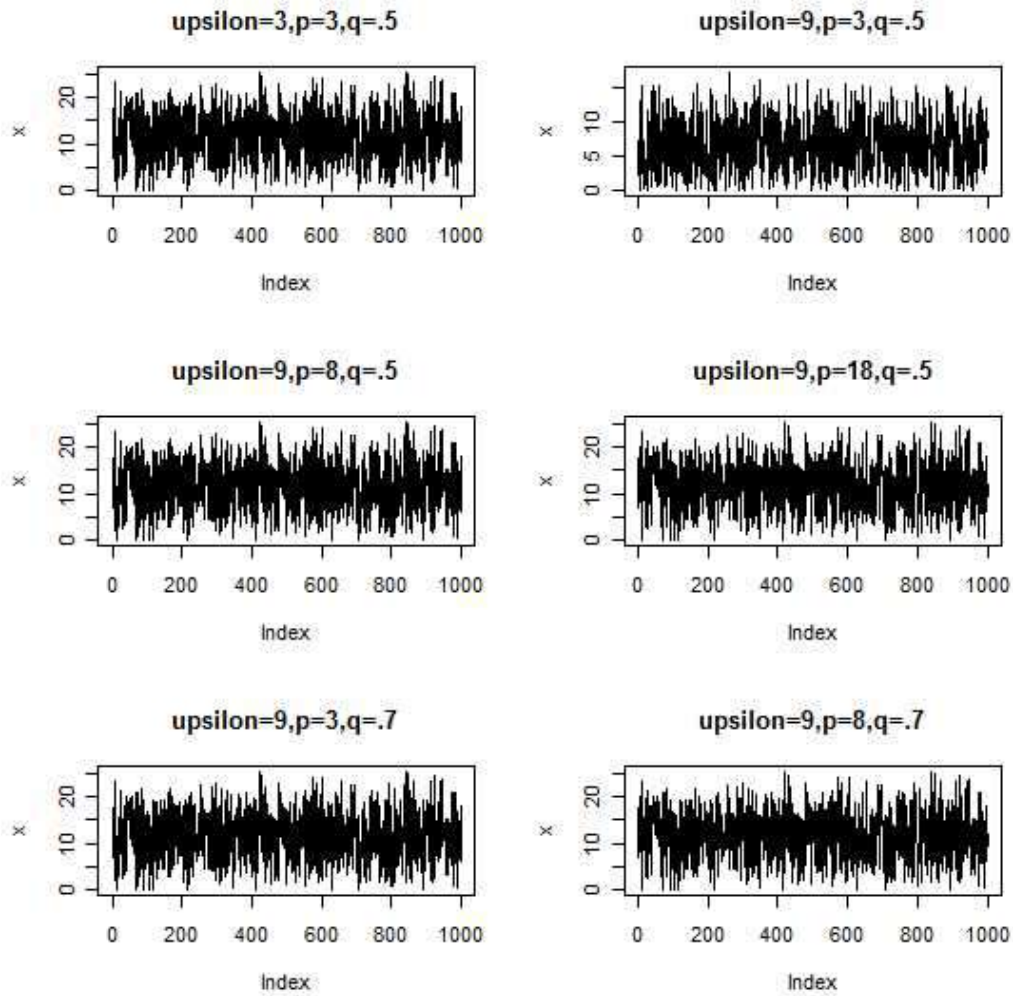 upsilon=3,p=3,q=.5
x
20
10
0
0 200 400 600 800 1000
Index
upsilon=9,p=3,q=.5
x
10
5
0
0 200 400 600 800 1000
Index
upsilon=9,p=8,q=.5
x
20
10
0
0 200 400 600 800 1000
Index
upsilon=9,p=18,q=.5
x
20
10
0
0 200 400 600 800 1000
Index
upsilon=9,p=3,q=.7
x
20
10
0
0 200 400 600 800 1000
Index
upsilon=9,p=8,q=.7
x
20
10
0
0 200 400 600 800 1000
Index